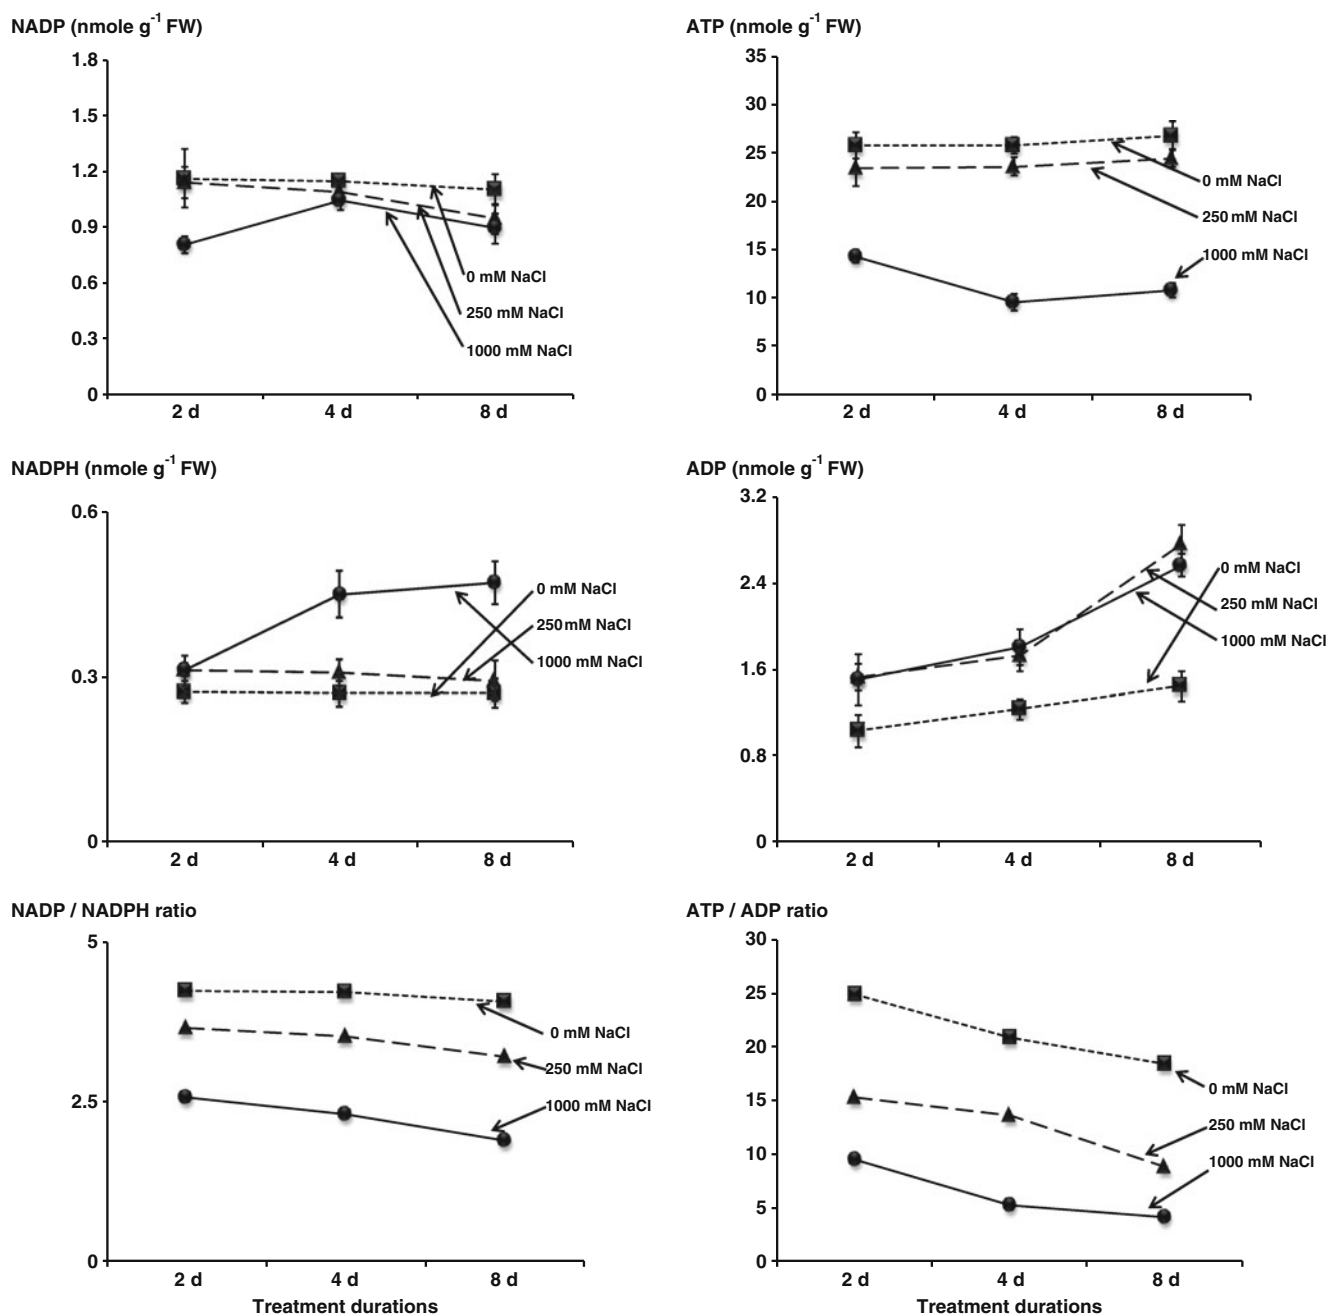 NADP (nmole g-1 FW)
1.8
1.5
1.2
0.9
0.6
0.3
0
2 d
4 d
8 d
0 mM NaCl
250 mM NaCl
1000 mM NaCl
ATP (nmole g-1 FW)
35
30
25
20
15
10
5
0
2 d
4 d
8 d
0 mM NaCl
250 mM NaCl
1000 mM NaCl
NADPH (nmole g-1 FW)
0.6
0.3
0
2 d
4 d
8 d
0 mM NaCl
250 mM NaCl
1000 mM NaCl
ADP (nmole g-1 FW)
3.2
2.4
1.6
0.8
0
2 d
4 d
8 d
0 mM NaCl
250 mM NaCl
1000 mM NaCl
NADP / NADPH ratio
5
2.5
0
2 d
4 d
8 d
0 mM NaCl
250 mM NaCl
1000 mM NaCl
Treatment durations
ATP / ADP ratio
30
25
20
15
10
5
0
2 d
4 d
8 d
0 mM NaCl
250 mM NaCl
1000 mM NaCl
Treatment durations